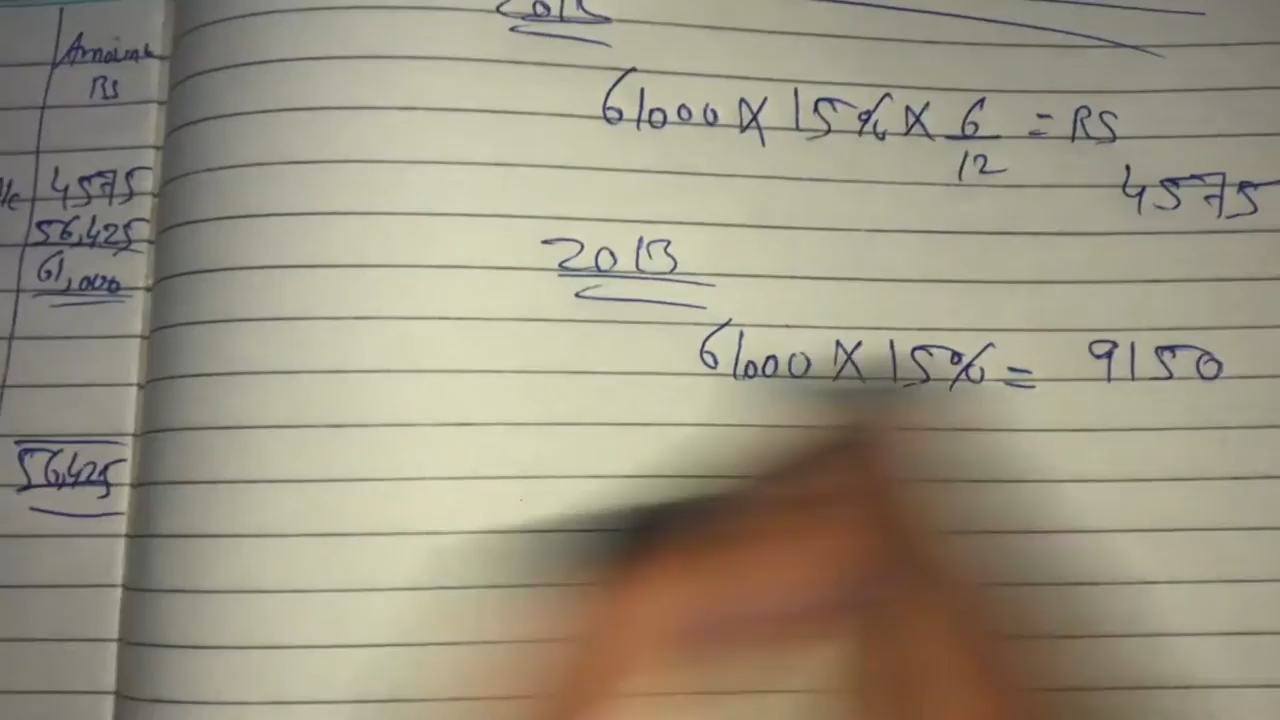 Amount
RS
4575
56,425
61,000
56,425
61000 X 15% X 6/12 = RS
4575
2013
61000 X 15% = 9150